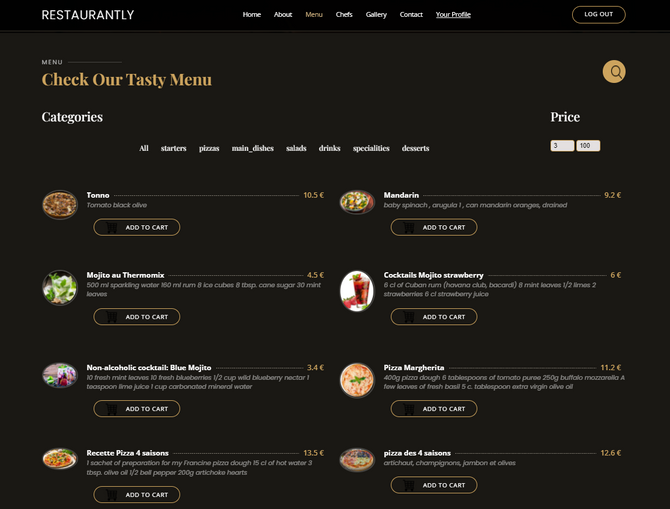 RESTAURANTLY
Home About Menu Chefs Gallery Contact Your Profile
LOG OUT
MENU
Check Our Tasty Menu
Categories
Price
All starters pizzas main_dishes salads drinks specialities desserts
3 100
Tonno 10.5 €
Tomato black olive
ADD TO CART
Mandarin 9.2 €
baby spinach , arugula 1 , can mandarin oranges, drained
ADD TO CART
Mojito au Thermomix 4.5 €
500 ml sparkling water 160 ml rum 8 ice cubes 8 tbsp. cane sugar 30 mint
leaves
ADD TO CART
Cocktails Mojito strawberry 6 €
6 cl of Cuban rum (havana club, bacardi) 8 mint leaves 1/2 limes 2
strawberries 6 cl strawberry juice
ADD TO CART
Non-alcoholic cocktail: Blue Mojito 3.4 €
10 fresh mint leaves 10 fresh blueberries 1/2 cup wild blueberry nectar 1
teaspoon lime juice 1 cup carbonated mineral water
ADD TO CART
Pizza Margherita 11.2 €
400g pizza dough 6 tablespoons of tomato puree 250g buffalo mozzarella A
few leaves of fresh basil 5 c. tablespoon extra virgin olive oil
ADD TO CART
Recette Pizza 4 saisons 13.5 €
1 sachet of preparation for my Francine pizza dough 15 cl of hot water 3
tbsp. olive oil 1/2 bell pepper 200g artichoke hearts
ADD TO CART
pizza des 4 saisons 12.6 €
artichaut, champignons, jambon et olives
ADD TO CART